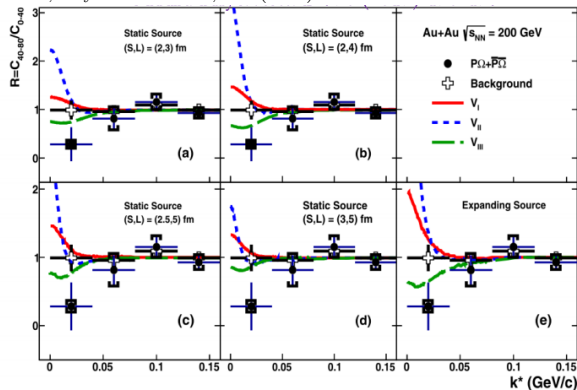 R=C40-80/C0-40
Static Source
(S,L) = (2,3) fm
Static Source
(S,L) = (2,4) fm
Au+Au √sNN = 200 GeV
PΩ+P̅Ω̅
Background
VI
VII
VIII
2
1
0
(a)
(b)
Static Source
(S,L) = (2.5,5) fm
Static Source
(S,L) = (3,5) fm
Expanding Source
2
1
0
(c)
(d)
(e)
0 0.05 0.1 0.15 0 0.05 0.1 0.15 0 0.05 0.1 0.15
k* (GeV/c)